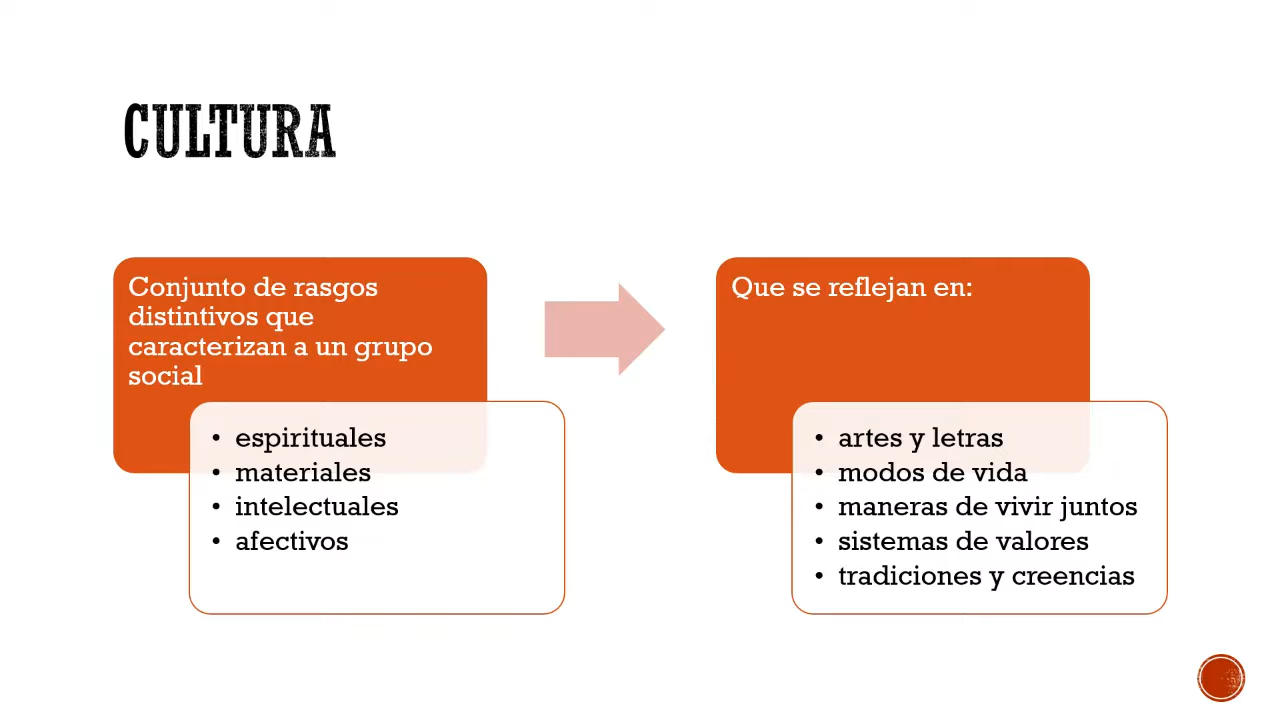 CULTURA
Conjunto de rasgos
distintivos que
caracterizan a un grupo
social
• espirituales
• materiales
• intelectuales
• afectivos
Que se reflejan en:
• artes y letras
• modos de vida
• maneras de vivir juntos
• sistemas de valores
• tradiciones y creencias